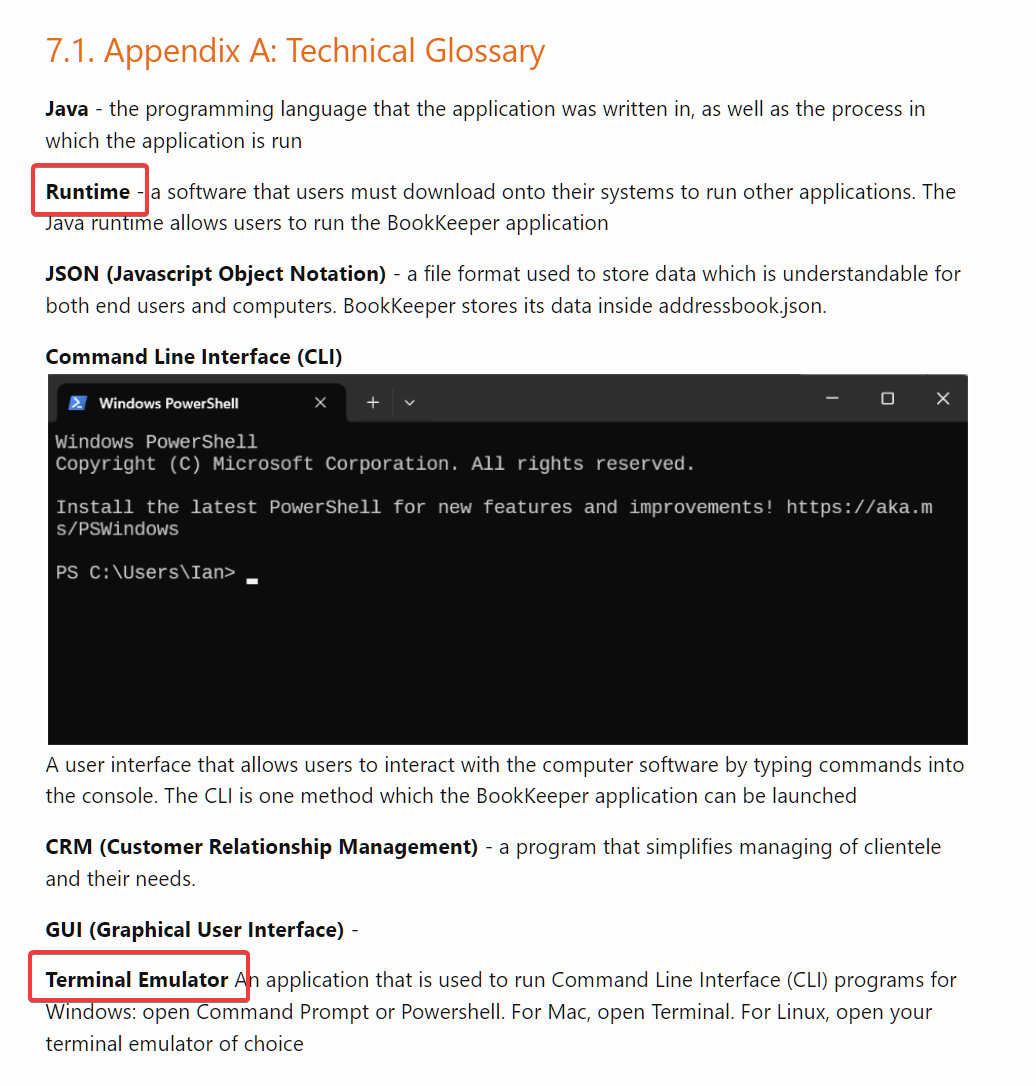 7.1. Appendix A: Technical Glossary
Java - the programming language that the application was written in, as well as the process in
which the application is run
Runtime - a software that users must download onto their systems to run other applications. The
Java runtime allows users to run the BookKeeper application
JSON (Javascript Object Notation) - a file format used to store data which is understandable for
both end users and computers. BookKeeper stores its data inside addressbook.json.
Command Line Interface (CLI)
Windows PowerShell
Windows PowerShell
Copyright (C) Microsoft Corporation. All rights reserved.
Install the latest PowerShell for new features and improvements! https://aka.m
s/PSWindows
PS C:\Users\Ian>
A user interface that allows users to interact with the computer software by typing commands into
the console. The CLI is one method which the BookKeeper application can be launched
CRM (Customer Relationship Management) - a program that simplifies managing of clientele
and their needs.
GUI (Graphical User Interface) -
Terminal Emulator An application that is used to run Command Line Interface (CLI) programs for
Windows: open Command Prompt or Powershell. For Mac, open Terminal. For Linux, open your
terminal emulator of choice